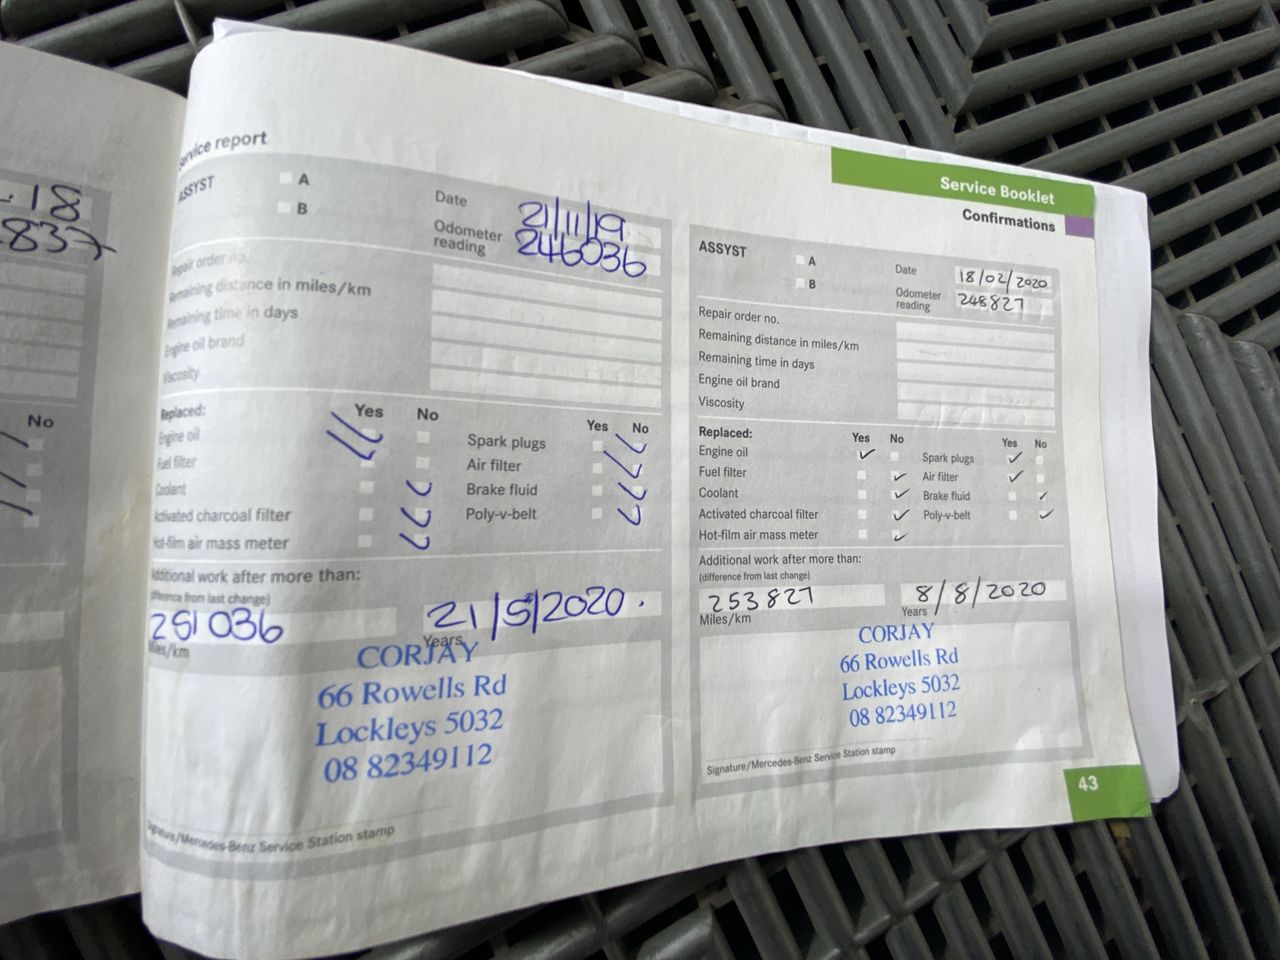 .18
837
No
Service report
ASSYST
A
B
Date 21/11/19
Odometer reading 246036
Repair order no.
Remaining distance in miles/km
Remaining time in days
Engine oil brand
Viscosity
Replaced: Yes No
Engine oil
Fuel filter
Coolant
Activated charcoal filter
Hot-film air mass meter
Yes No
Spark plugs
Air filter
Brake fluid
Poly-v-belt
Additional work after more than:
(difference from last change)
251036 21/5/2020.
Miles/km Years
CORJAY
66 Rowells Rd
Lockleys 5032
08 82349112
Signature/Mercedes-Benz Service Station stamp
Service Booklet
Confirmations
ASSYST
A
B
Date 18/02/2020
Odometer reading 248827
Repair order no.
Remaining distance in miles/km
Remaining time in days
Engine oil brand
Viscosity
Replaced: Yes No
Engine oil
Fuel filter
Coolant
Activated charcoal filter
Hot-film air mass meter
Yes No
Spark plugs
Air filter
Brake fluid
Poly-v-belt
Additional work after more than:
(difference from last change)
253827 8/8/2020
Miles/km Years
CORJAY
66 Rowells Rd
Lockleys 5032
08 82349112
Signature/Mercedes-Benz Service Station stamp
43